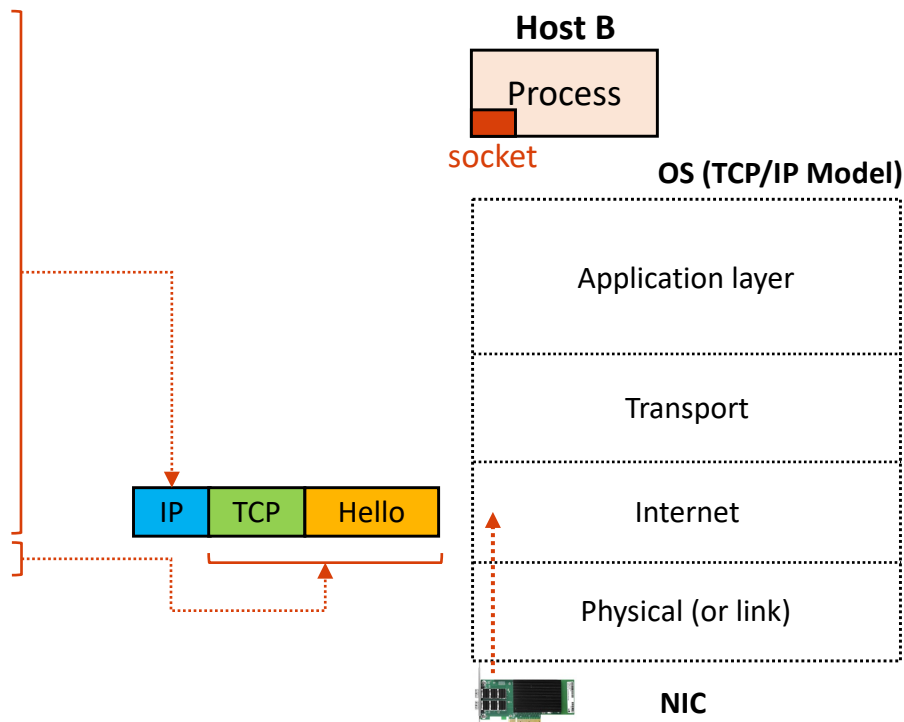 Host B
Process
socket
OS (TCP/IP Model)
Application layer
Transport
IP TCP Hello
Internet
Physical (or link)
NIC